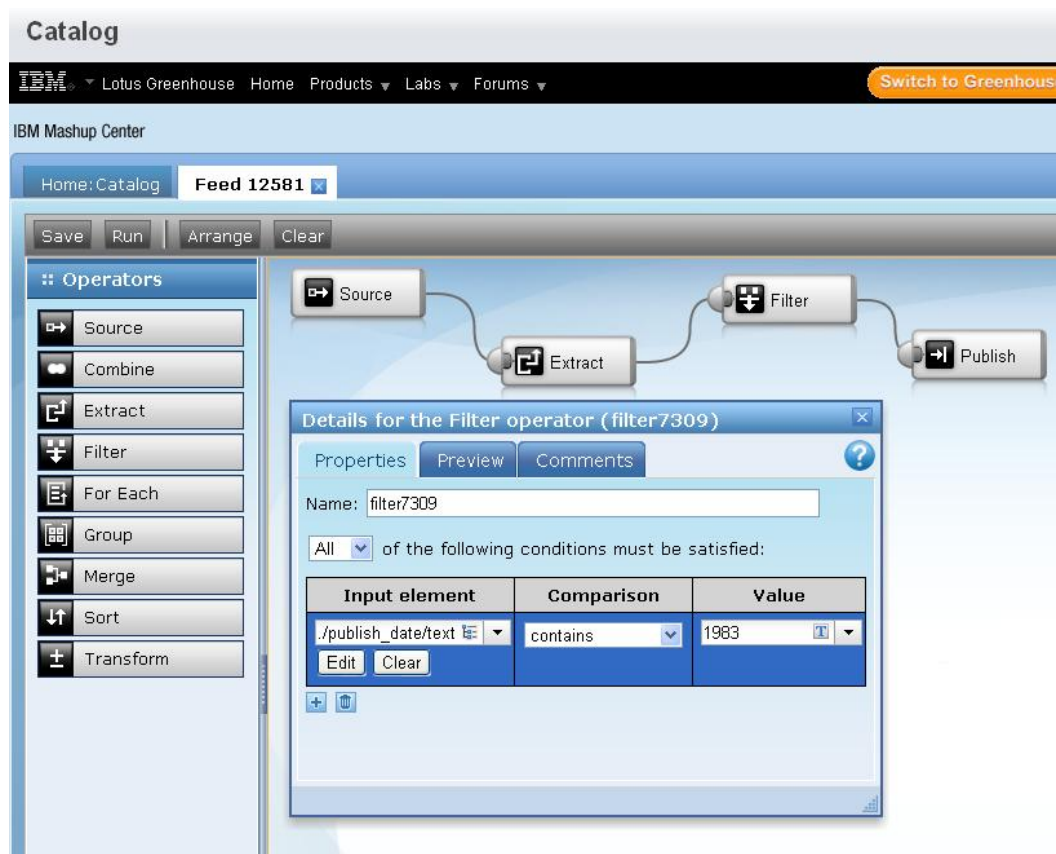 Catalog
IBM Lotus Greenhouse Home Products Labs Forums Switch to Greenhous
IBM Mashup Center
Home:Catalog Feed 12581
Save Run Arrange Clear
:: Operators
Source
Combine
Extract
Filter
For Each
Group
Merge
Sort
Transform
Source
Filter
Extract
Publish
Details for the Filter operator (filter7309)
Properties Preview Comments ?
Name: filter7309
All of the following conditions must be satisfied:
Input element Comparison Value
./publish_date/text contains 1983 T
Edit Clear